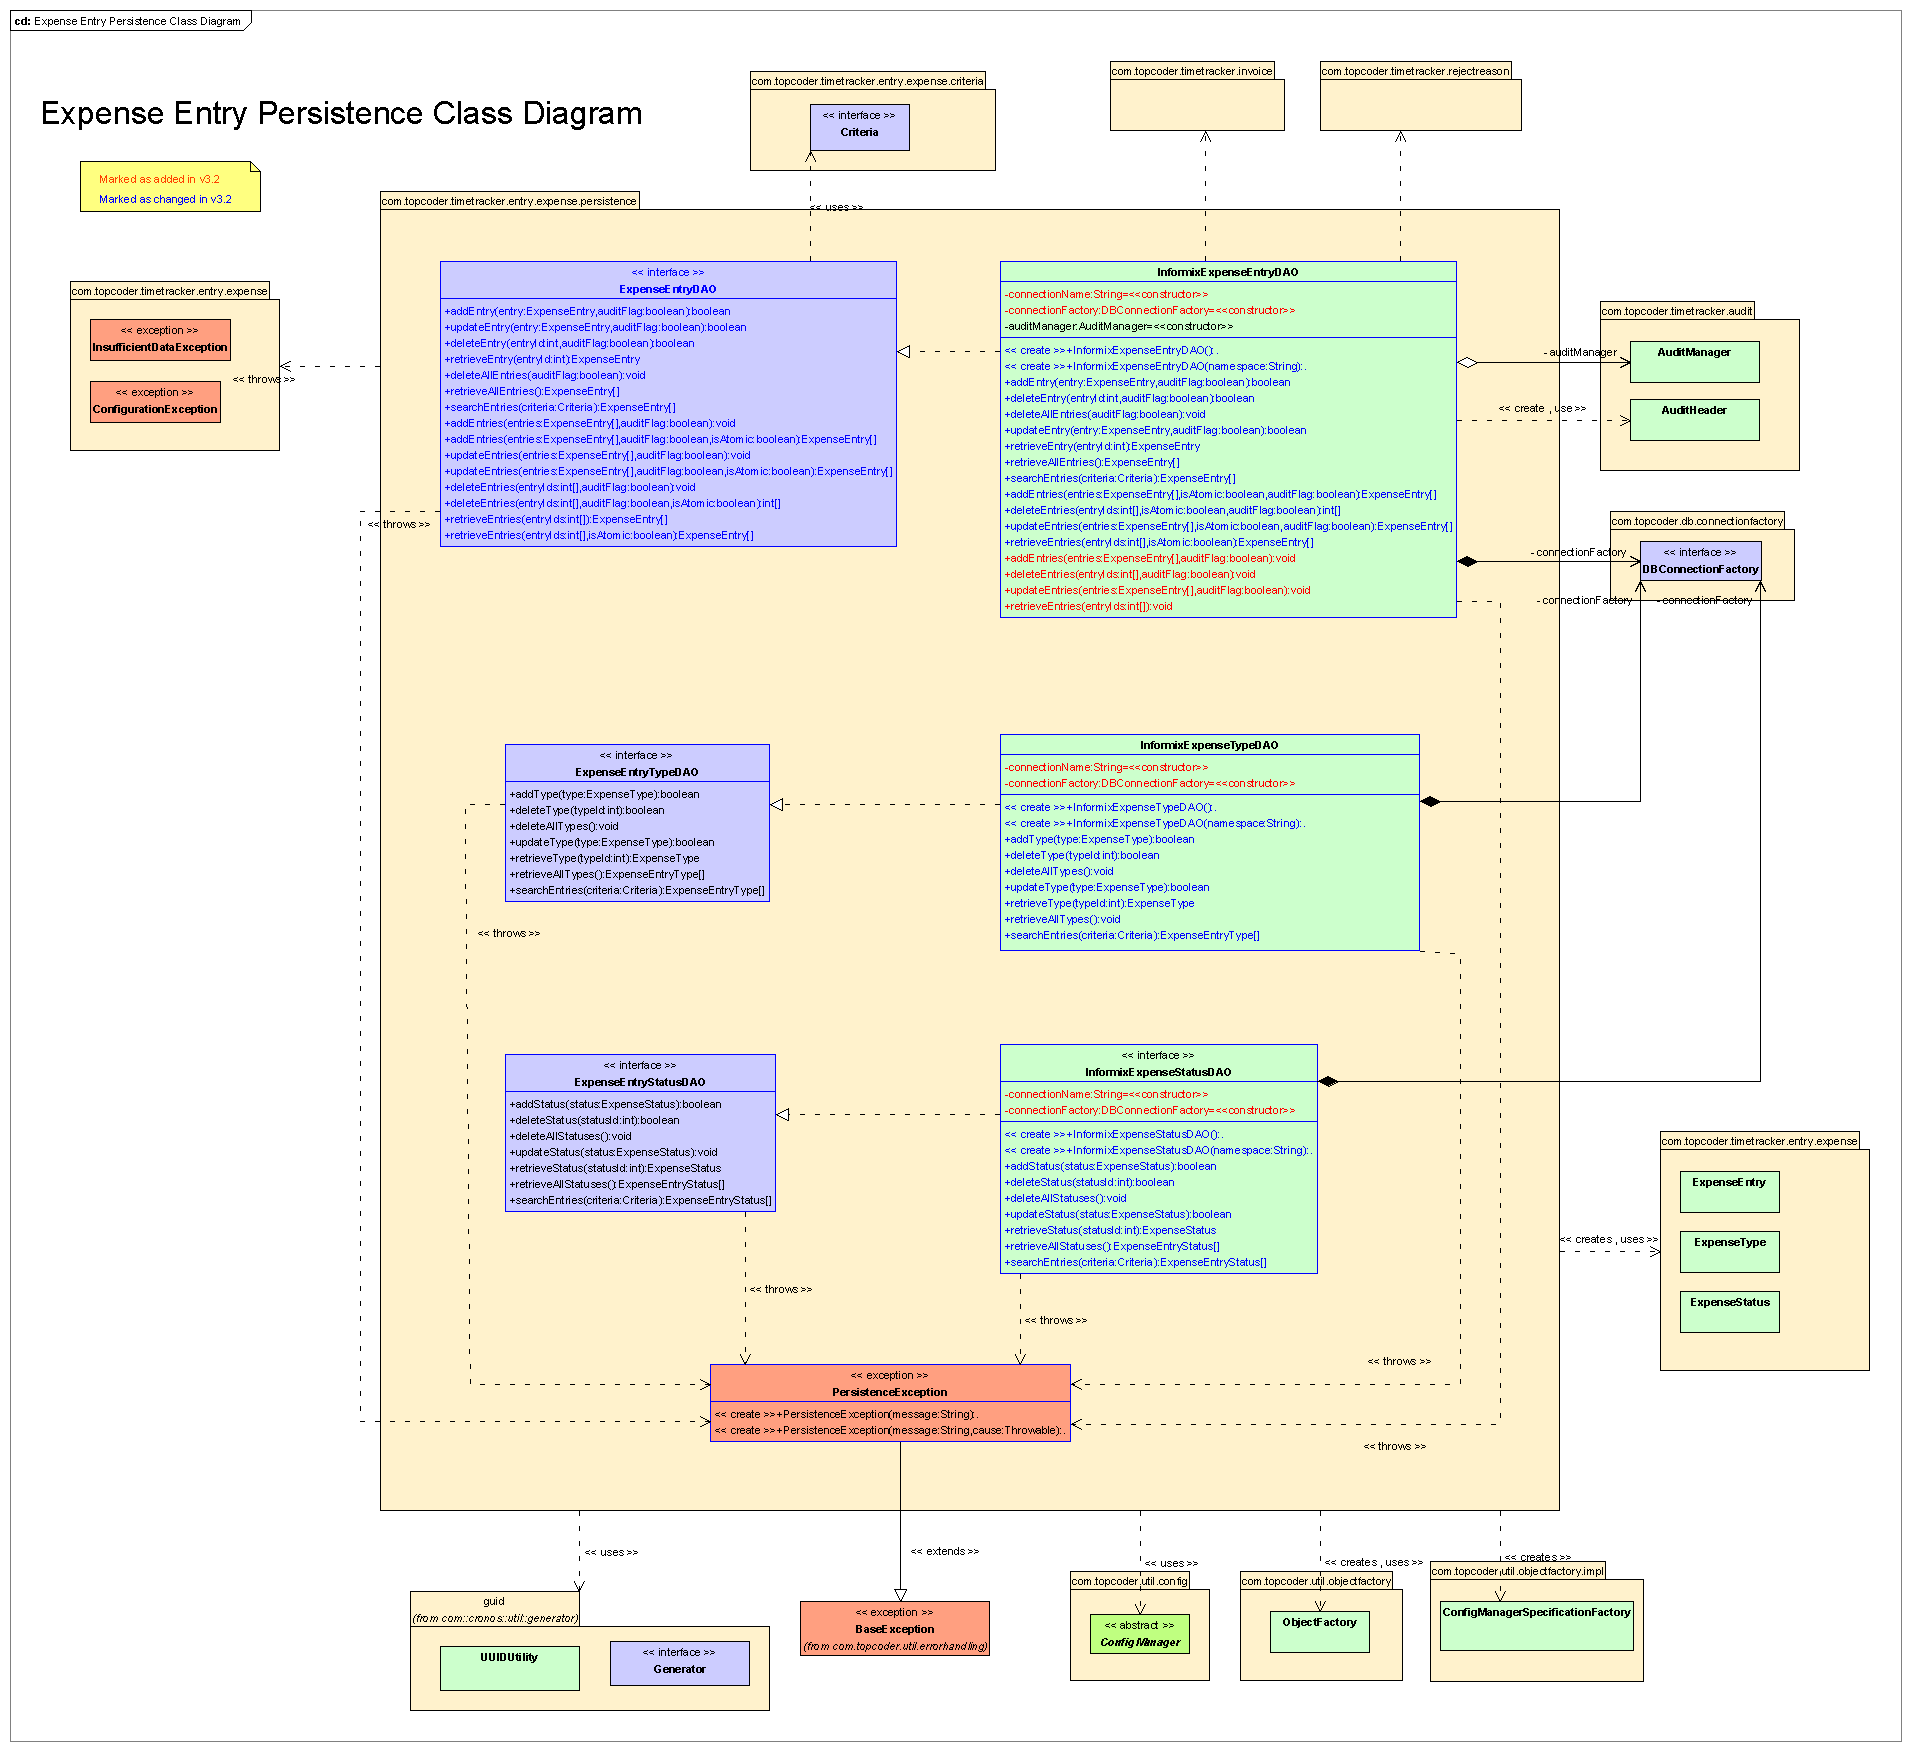 cd: Expense Entry Persistence Class Diagram
Expense Entry Persistence Class Diagram
Marked as added in v3.2
Marked as changed in v3.2
com.topcoder.timetracker.entry.expense.criteria
<< interface >>
Criteria
<< uses >>
com.topcoder.timetracker.invoice
com.topcoder.timetracker.rejectreason
com.topcoder.timetracker.entry.expense.persistence
com.topcoder.timetracker.entry.expense
<< exception >>
InsufficientDataException
<< exception >>
ConfigurationException
<< throws >>
<< interface >>
ExpenseEntryDAO
+addEntry(entry:ExpenseEntry,auditFlag:boolean):boolean
+updateEntry(entry:ExpenseEntry,auditFlag:boolean):boolean
+deleteEntry(entryId:int,auditFlag:boolean):boolean
+retrieveEntry(entryId:int):ExpenseEntry
+deleteAllEntries(auditFlag:boolean):void
+retrieveAllEntries():ExpenseEntry[]
+searchEntries(criteria:Criteria):ExpenseEntry[]
+addEntries(entries:ExpenseEntry[],auditFlag:boolean):void
+addEntries(entries:ExpenseEntry[],auditFlag:boolean,isAtomic:boolean):ExpenseEntry[]
+updateEntries(entries:ExpenseEntry[],auditFlag:boolean):void
+updateEntries(entries:ExpenseEntry[],auditFlag:boolean,isAtomic:boolean):ExpenseEntry[]
+deleteEntries(entryIds:int[],auditFlag:boolean):void
+deleteEntries(entryIds:int[],auditFlag:boolean,isAtomic:boolean):int[]
+retrieveEntries(entryIds:int[]):ExpenseEntry[]
+retrieveEntries(entryIds:int[],isAtomic:boolean):ExpenseEntry[]
<< throws >>
InformixExpenseEntryDAO
-connectionName:String=<<constructor>>
-connectionFactory:DBConnectionFactory=<<constructor>>
-auditManager:AuditManager=<<constructor>>
<< create >>+InformixExpenseEntryDAO():.
<< create >>+InformixExpenseEntryDAO(namespace:String):.
+addEntry(entry:ExpenseEntry,auditFlag:boolean):boolean
+deleteEntry(entryId:int,auditFlag:boolean):boolean
+deleteAllEntries(auditFlag:boolean):void
+updateEntry(entry:ExpenseEntry,auditFlag:boolean):boolean
+retrieveEntry(entryId:int):ExpenseEntry
+retrieveAllEntries():ExpenseEntry[]
+searchEntries(criteria:Criteria):ExpenseEntry[]
+addEntries(entries:ExpenseEntry[],isAtomic:boolean,auditFlag:boolean):ExpenseEntry[]
+deleteEntries(entryIds:int[],isAtomic:boolean,auditFlag:boolean):int[]
+updateEntries(entries:ExpenseEntry[],isAtomic:boolean,auditFlag:boolean):ExpenseEntry[]
+retrieveEntries(entryIds:int[],isAtomic:boolean):ExpenseEntry[]
+addEntries(entries:ExpenseEntry[],auditFlag:boolean):void
+deleteEntries(entryIds:int[],auditFlag:boolean):void
+updateEntries(entries:ExpenseEntry[],auditFlag:boolean):void
+retrieveEntries(entryIds:int[]):void
com.topcoder.timetracker.audit
- auditManager
AuditManager
<< create , use >>
AuditHeader
com.topcoder.db.connectionfactory
- connectionFactory
<< interface >>
DBConnectionFactory
- connectionFactory
- connectionFactory
<< interface >>
ExpenseEntryTypeDAO
+addType(type:ExpenseType):boolean
+deleteType(typeId:int):boolean
+deleteAllTypes():void
+updateType(type:ExpenseType):boolean
+retrieveType(typeId:int):ExpenseType
+retrieveAllTypes():ExpenseEntryType[]
+searchEntries(criteria:Criteria):ExpenseEntryType[]
<< throws >>
InformixExpenseTypeDAO
-connectionName:String=<<constructor>>
-connectionFactory:DBConnectionFactory=<<constructor>>
<< create >>+InformixExpenseTypeDAO():.
<< create >>+InformixExpenseTypeDAO(namespace:String):.
+addType(type:ExpenseType):boolean
+deleteType(typeId:int):boolean
+deleteAllTypes():void
+updateType(type:ExpenseType):boolean
+retrieveType(typeId:int):ExpenseType
+retrieveAllTypes():void
+searchEntries(criteria:Criteria):ExpenseEntryType[]
<< interface >>
ExpenseEntryStatusDAO
+addStatus(status:ExpenseStatus):boolean
+deleteStatus(statusId:int):boolean
+deleteAllStatuses():void
+updateStatus(status:ExpenseStatus):void
+retrieveStatus(statusId:int):ExpenseStatus
+retrieveAllStatuses():ExpenseEntryStatus[]
+searchEntries(criteria:Criteria):ExpenseEntryStatus[]
<< throws >>
<< interface >>
InformixExpenseStatusDAO
-connectionName:String=<<constructor>>
-connectionFactory:DBConnectionFactory=<<constructor>>
<< create >>+InformixExpenseStatusDAO():.
<< create >>+InformixExpenseStatusDAO(namespace:String):.
+addStatus(status:ExpenseStatus):boolean
+deleteStatus(statusId:int):boolean
+deleteAllStatuses():void
+updateStatus(status:ExpenseStatus):boolean
+retrieveStatus(statusId:int):ExpenseStatus
+retrieveAllStatuses():ExpenseEntryStatus[]
+searchEntries(criteria:Criteria):ExpenseEntryStatus[]
<< throws >>
<< throws >>
<< throws >>
com.topcoder.timetracker.entry.expense
ExpenseEntry
ExpenseType
ExpenseStatus
<< creates , uses >>
<< exception >>
PersistenceException
<< create >>+PersistenceException(message:String):.
<< create >>+PersistenceException(message:String,cause:Throwable):.
<< uses >>
<< extends >>
<< uses >>
<< creates , uses >>
<< creates >>
guid
(from com::cronos::util::generator)
UUIDUtility
<< interface >>
Generator
<< exception >>
BaseException
(from com.topcoder.util.errorhandling)
com.topcoder.util.config
<< abstract >>
ConfigManager
com.topcoder.util.objectfactory
ObjectFactory
com.topcoder.util.objectfactory.impl
ConfigManagerSpecificationFactory